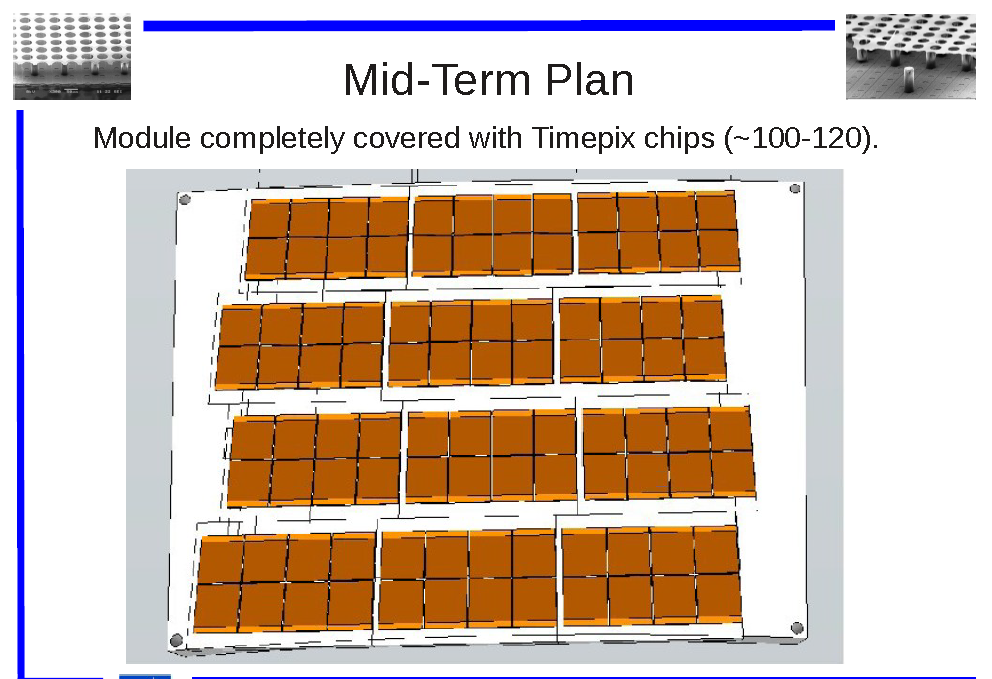 Mid-Term Plan
Module completely covered with Timepix chips (~100-120).